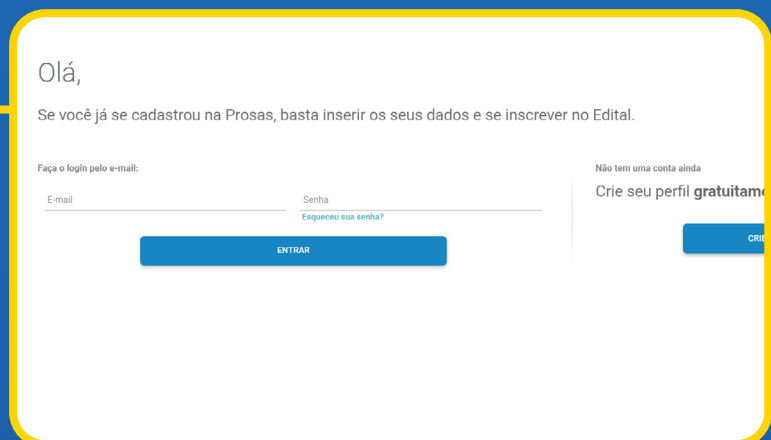 Olá,
Se você já se cadastrou na Prosas, basta inserir os seus dados e se inscrever no Edital.
Faça o login pelo e-mail:
E-mail
Senha
Esqueceu sua senha?
ENTRAR
Não tem uma conta ainda
Crie seu perfil